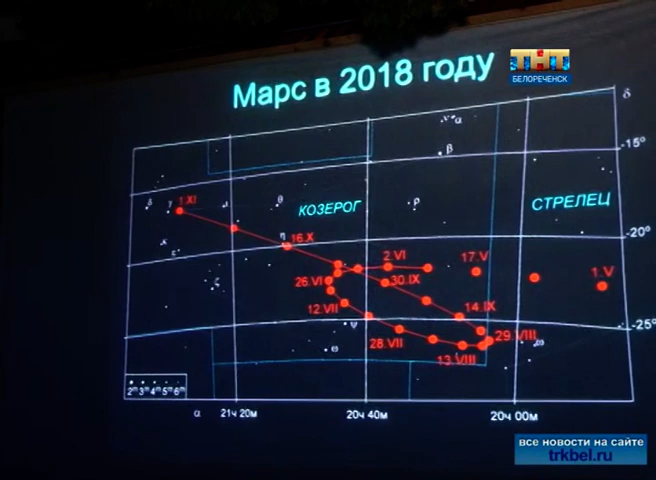 Марс в 2018 году
ТНТ
БЕЛОРЕЧЕНСК
δ
να
β
-15°
δ
γ
1.XI
ι
θ
КОЗЕРОГ
ρ
СТРЕЛЕЦ
η
16.X
-20°
κ
ε
ζ
2.VI
17.V
1.V
26.VI
30.IX
12.VII
14.IX
ψ
-25°
28.VII
29.VIII
ω
13.VIII
ω
2m 3m 4m 5m 6m
α
21ч 20м
20ч 40м
20ч 00м
все новости на сайте
trkbel.ru